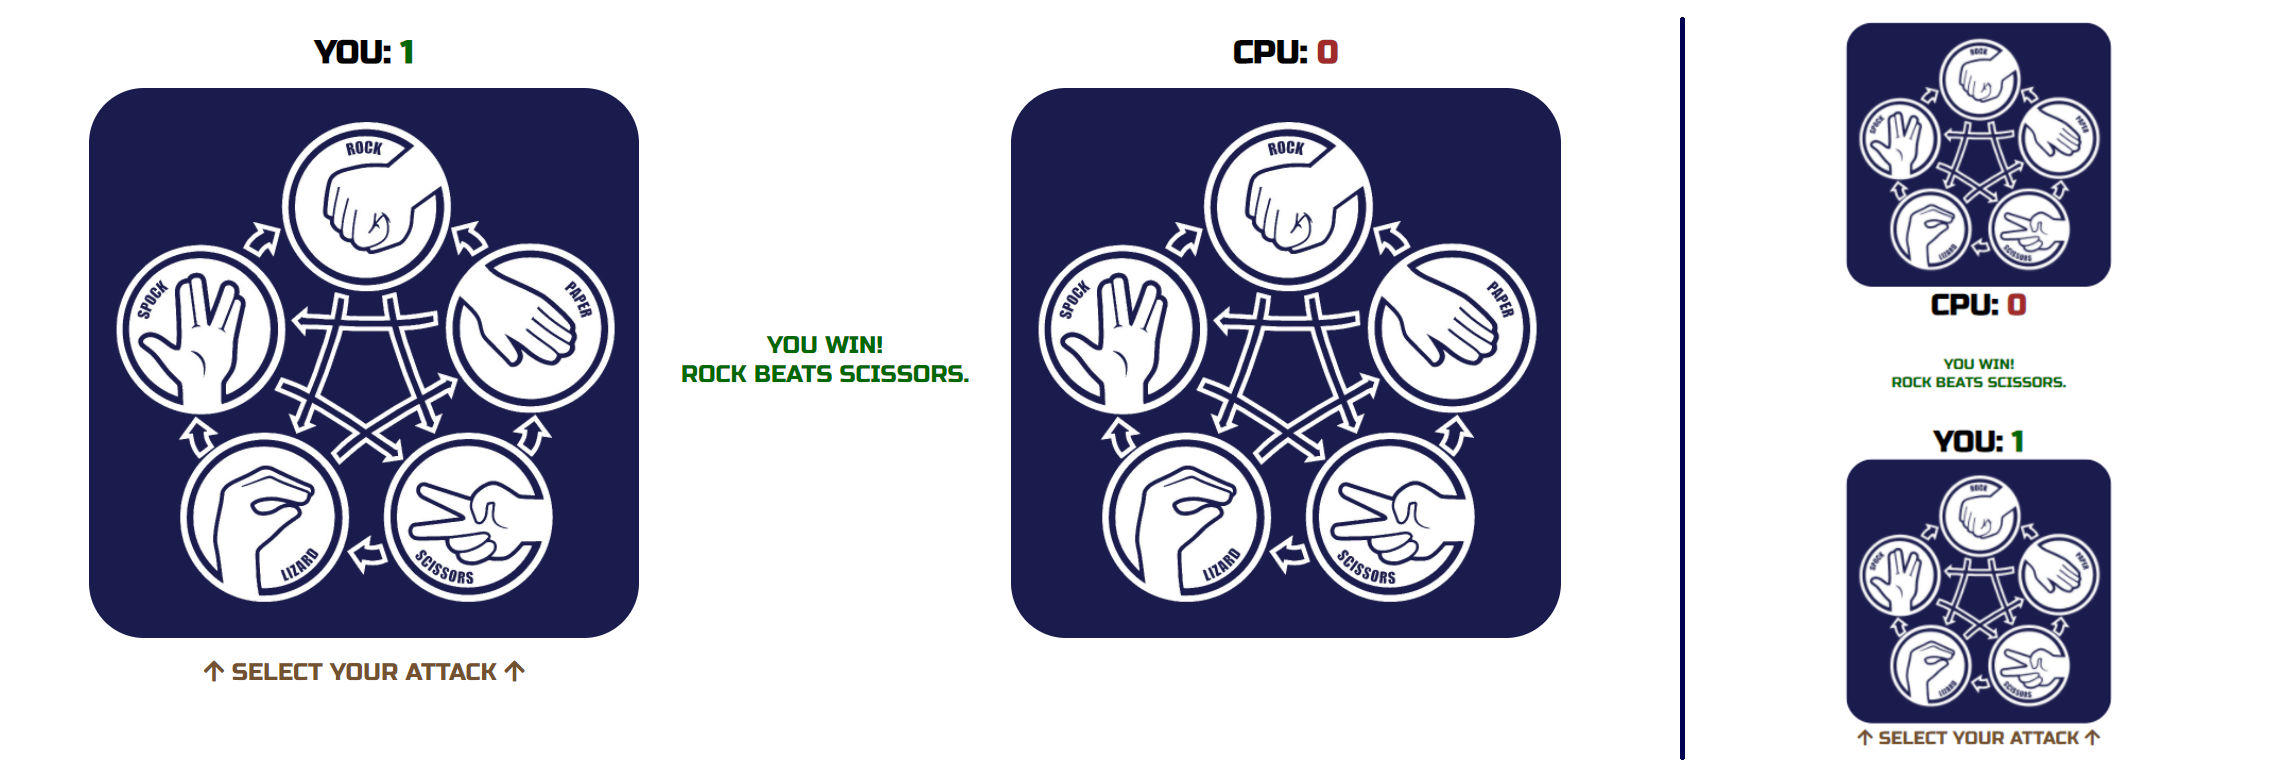 YOU: 1
ROCK
SPOCK
PAPER
LIZARD
SCISSORS
↑ SELECT YOUR ATTACK ↑
YOU WIN!
ROCK BEATS SCISSORS.
CPU: 0
ROCK
SPOCK
PAPER
LIZARD
SCISSORS
ROCK
SPOCK
PAPER
LIZARD
SCISSORS
CPU: 0
YOU WIN!
ROCK BEATS SCISSORS.
YOU: 1
ROCK
SPOCK
PAPER
LIZARD
SCISSORS
↑ SELECT YOUR ATTACK ↑